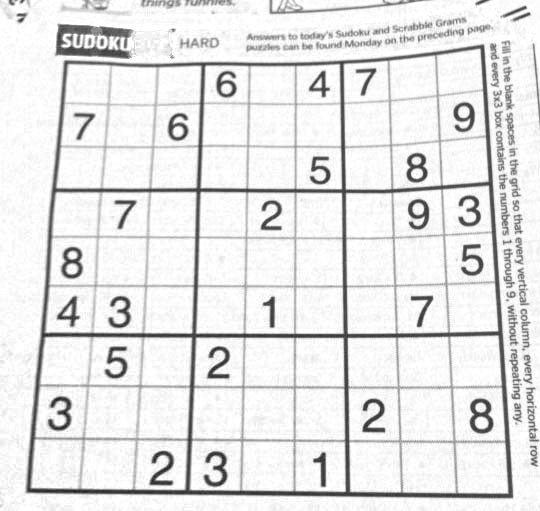 things funnies.
SUDOKU
HARD
Answers to today's Sudoku and Scrabble Grams
puzzles can be found Monday on the preceding page.
6 4 7
7 6 9
5 8
7 2 9 3
8 5
4 3 1 7
5 2
3 2 8
2 3 1
Fill in the blank spaces in the grid so that every vertical column, every horizontal row
and every 3x3 box contains the numbers 1 through 9, without repeating any.